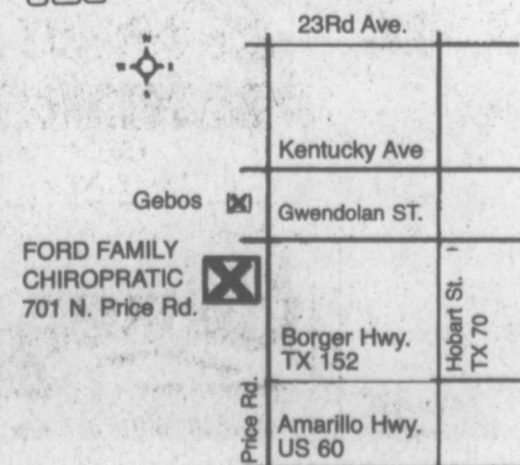 23Rd Ave.
Kentucky Ave
Gebos
Gwendolan ST.
FORD FAMILY
CHIROPRATIC
701 N. Price Rd.
Borger Hwy.
TX 152
Hobart St.
TX 70
Price Rd.
Amarillo Hwy.
US 60